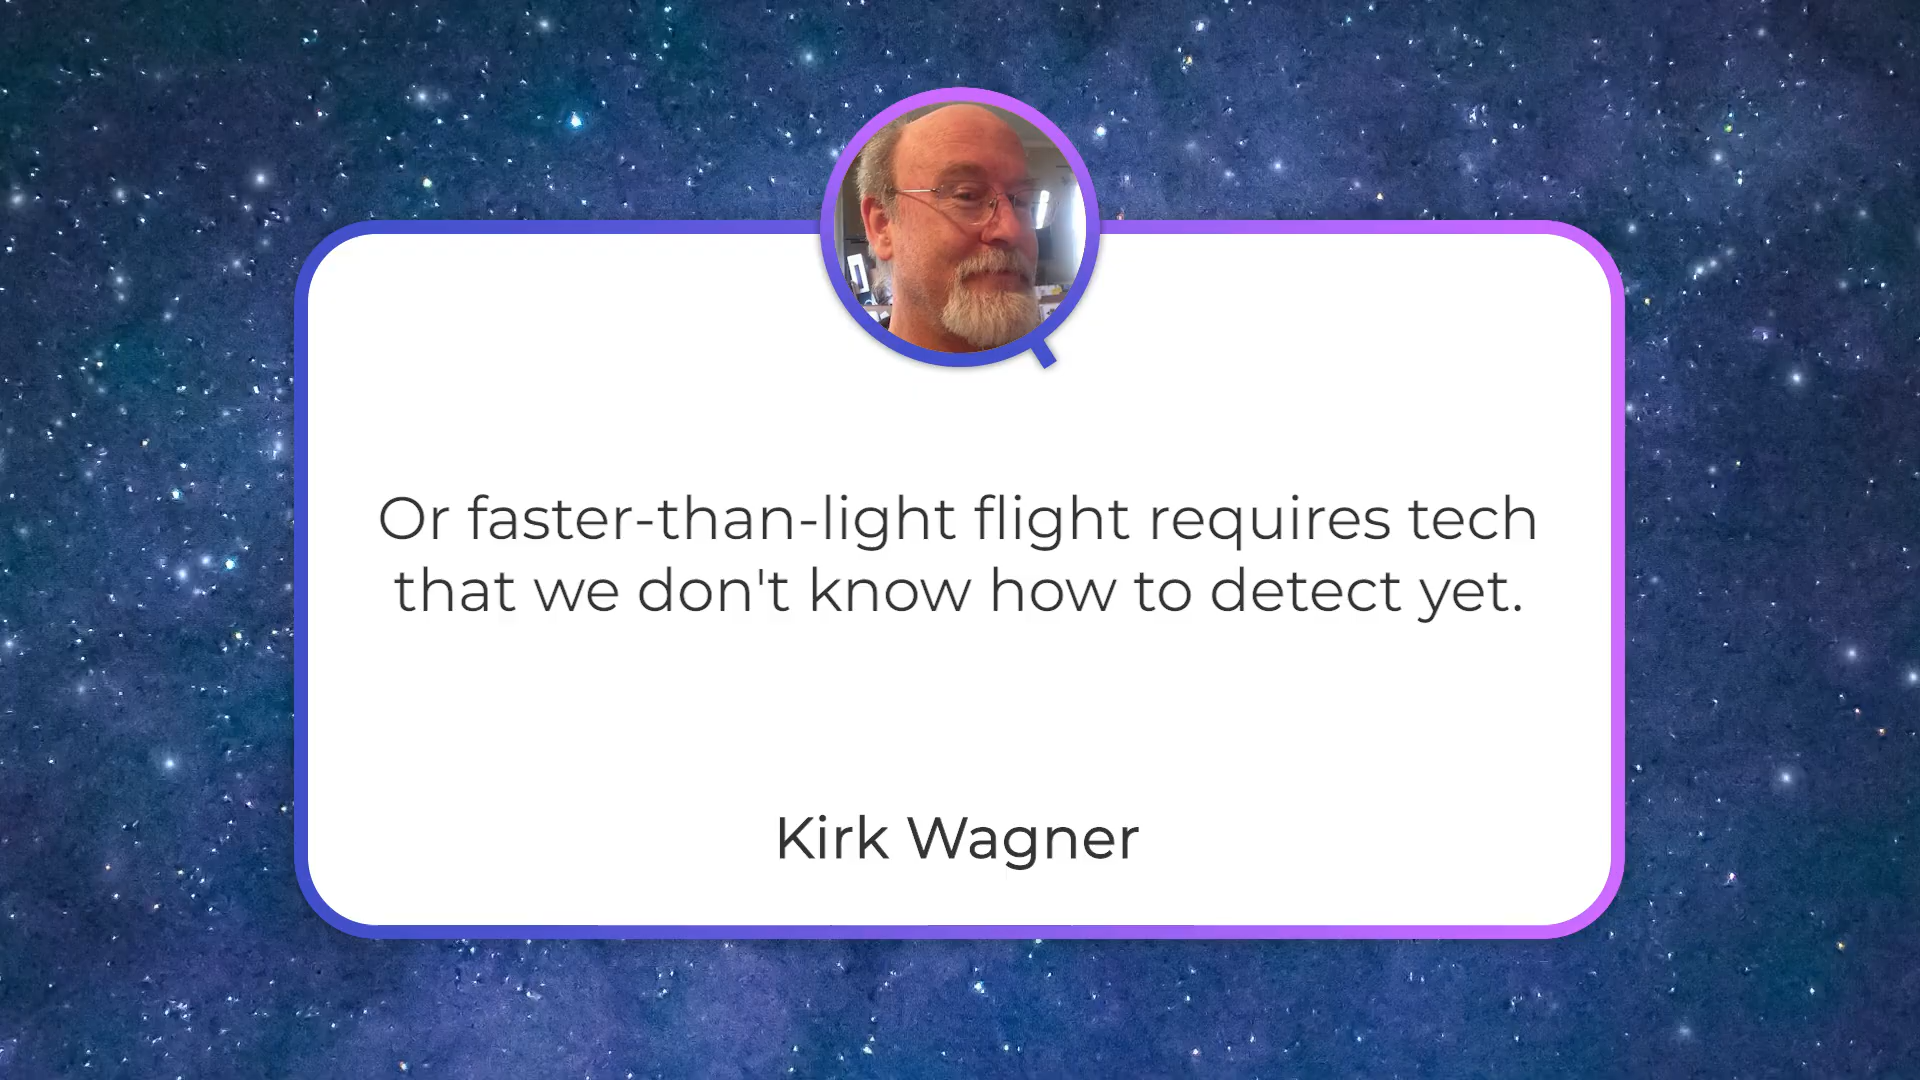 Or faster-than-light flight requires tech
that we don't know how to detect yet.
Kirk Wagner